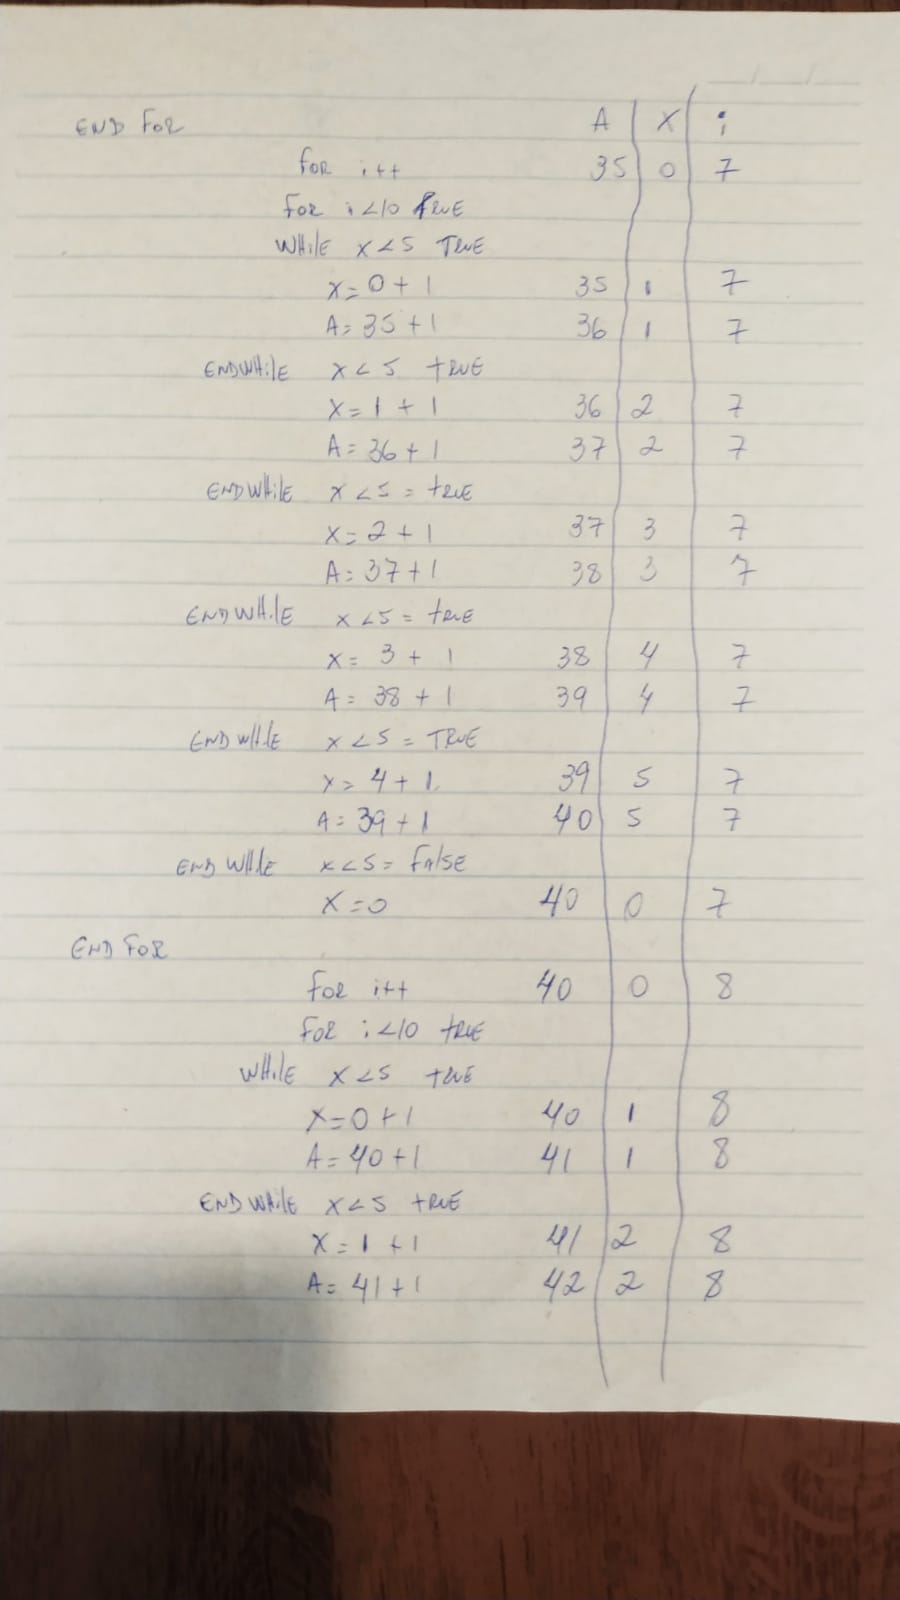 A X i
END FOR
FOR i++ 35 0 7
FOR i<10 TRUE
WHILE x<5 TRUE
X=0+1 35 1 7
A=35+1 36 1 7
ENDWHILE x<5 TRUE
X=1+1 36 2 7
A=36+1 37 2 7
ENDWHILE x<5=TRUE
X=2+1 37 3 7
A=37+1 38 3 7
ENDWHILE x<5=TRUE
X=3+1 38 4 7
A=38+1 39 4 7
ENDWHILE x<5=TRUE
X=4+1 39 5 7
A=39+1 40 5 7
END WHILE x<5=FALSE
X=0 40 0 7
END FOR
FOR i++ 40 0 8
FOR i<10 TRUE
WHILE x<5 TRUE
X=0+1 40 1 8
A=40+1 41 1 8
END WHILE x<5 TRUE
X=1+1 41 2 8
A=41+1 42 2 8